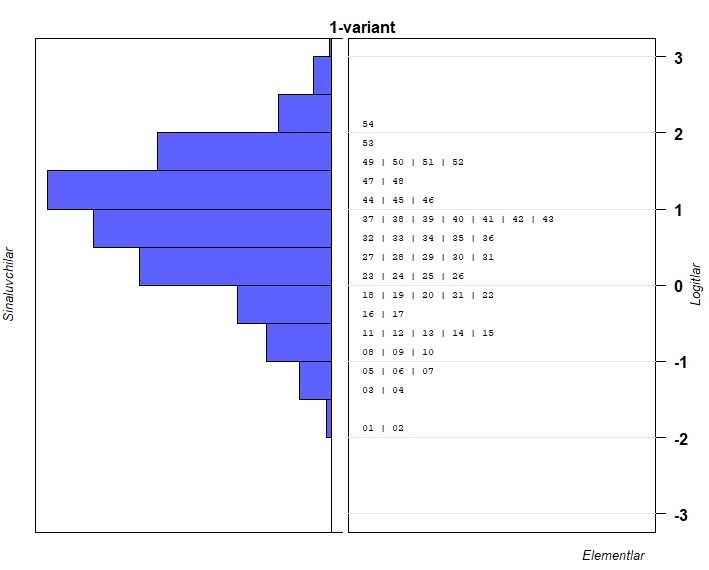 1-variant
3
54
2
53
49 | 50 | 51 | 52
47 | 48
44 | 45 | 46
1
37 | 38 | 39 | 40 | 41 | 42 | 43
32 | 33 | 34 | 35 | 36
27 | 28 | 29 | 30 | 31
23 | 24 | 25 | 26
0
18 | 19 | 20 | 21 | 22
16 | 17
11 | 12 | 13 | 14 | 15
08 | 09 | 10
-1
05 | 06 | 07
03 | 04
01 | 02
-2
-3
Sinaluvchilar
Logitlar
Elementlar